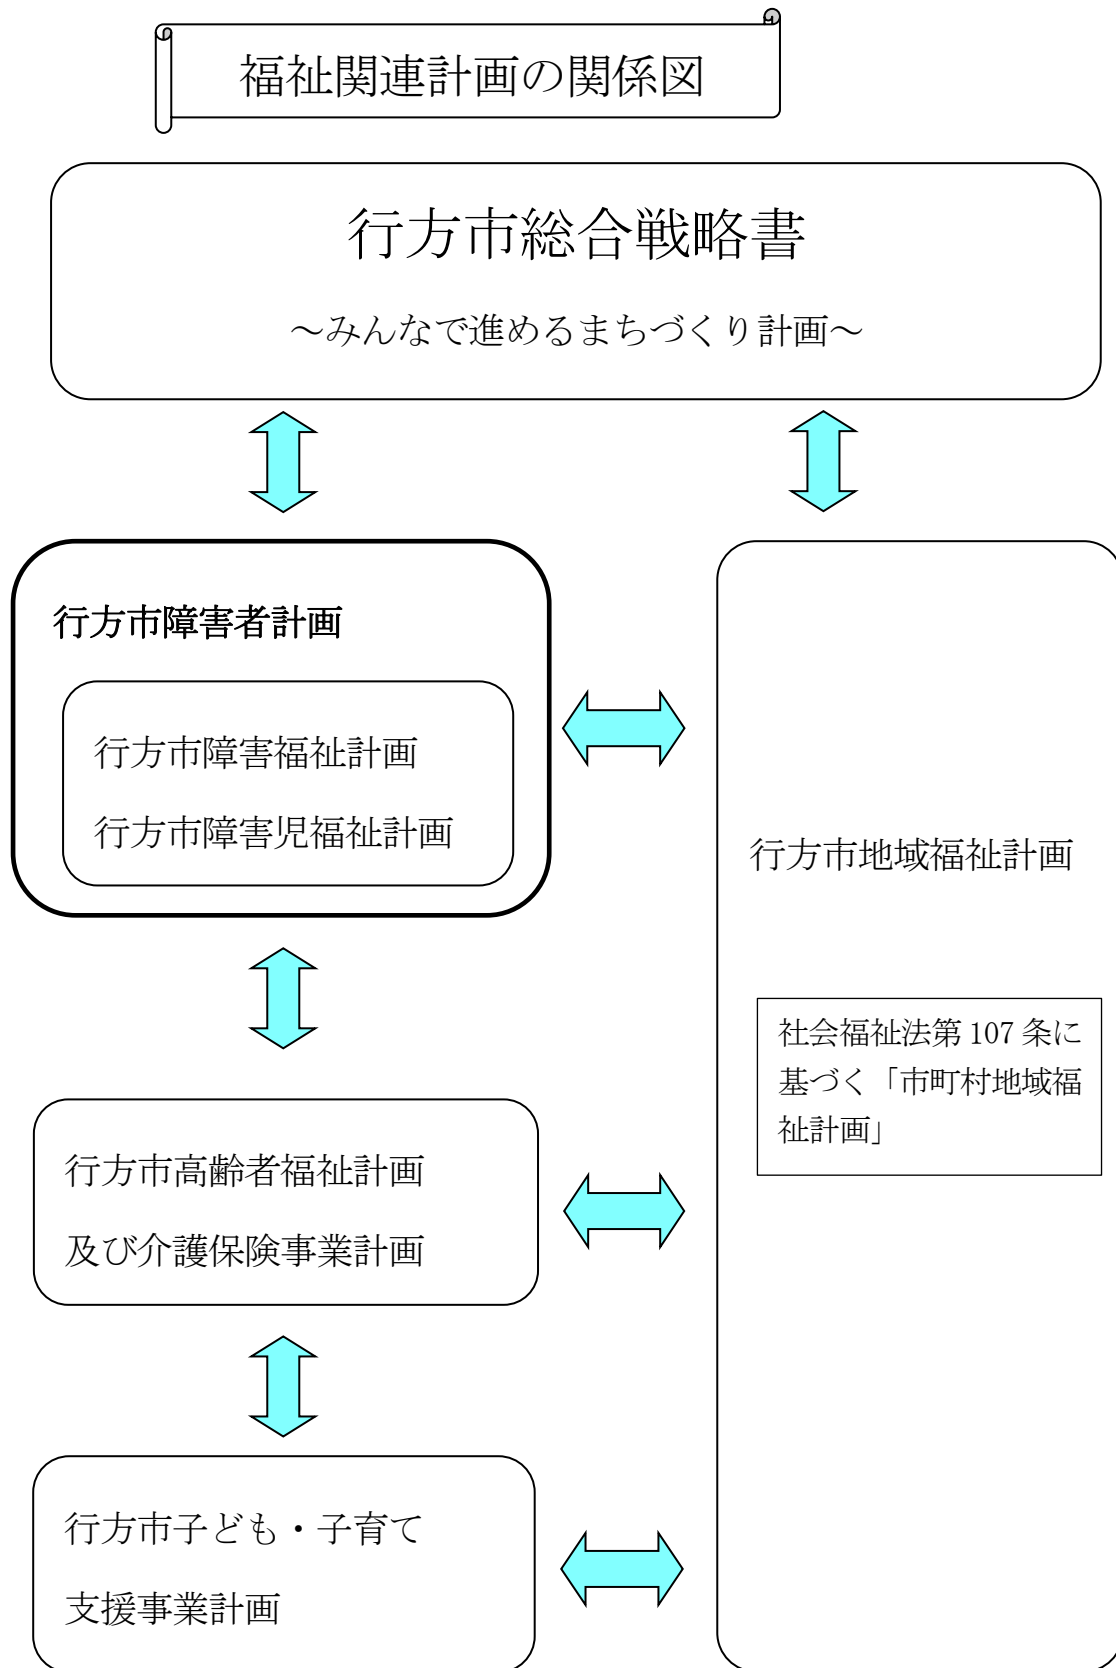 福祉関連計画の関係図
行方市総合戦略書
～みんなで進めるまちづくり計画～
行方市障害者計画
行方市障害福祉計画
行方市障害児福祉計画
行方市地域福祉計画
社会福祉法第 107 条に
基づく「市町村地域福
祉計画」
行方市高齢者福祉計画
及び介護保険事業計画
行方市子ども・子育て
支援事業計画